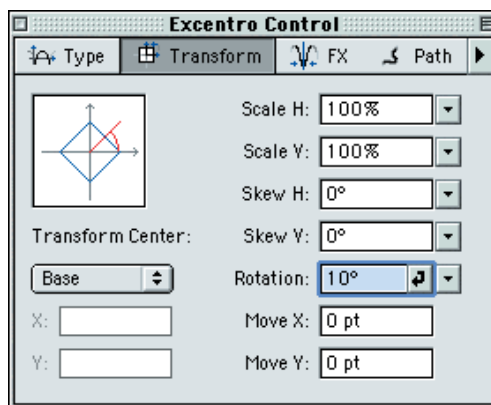 Excentro Control
Type Transform FX Path
Scale H: 100%
Scale Y: 100%
Skew H: 0°
Transform Center: Skew Y: 0°
Base Rotation: 10°
X: Move X: 0 pt
Y: Move Y: 0 pt